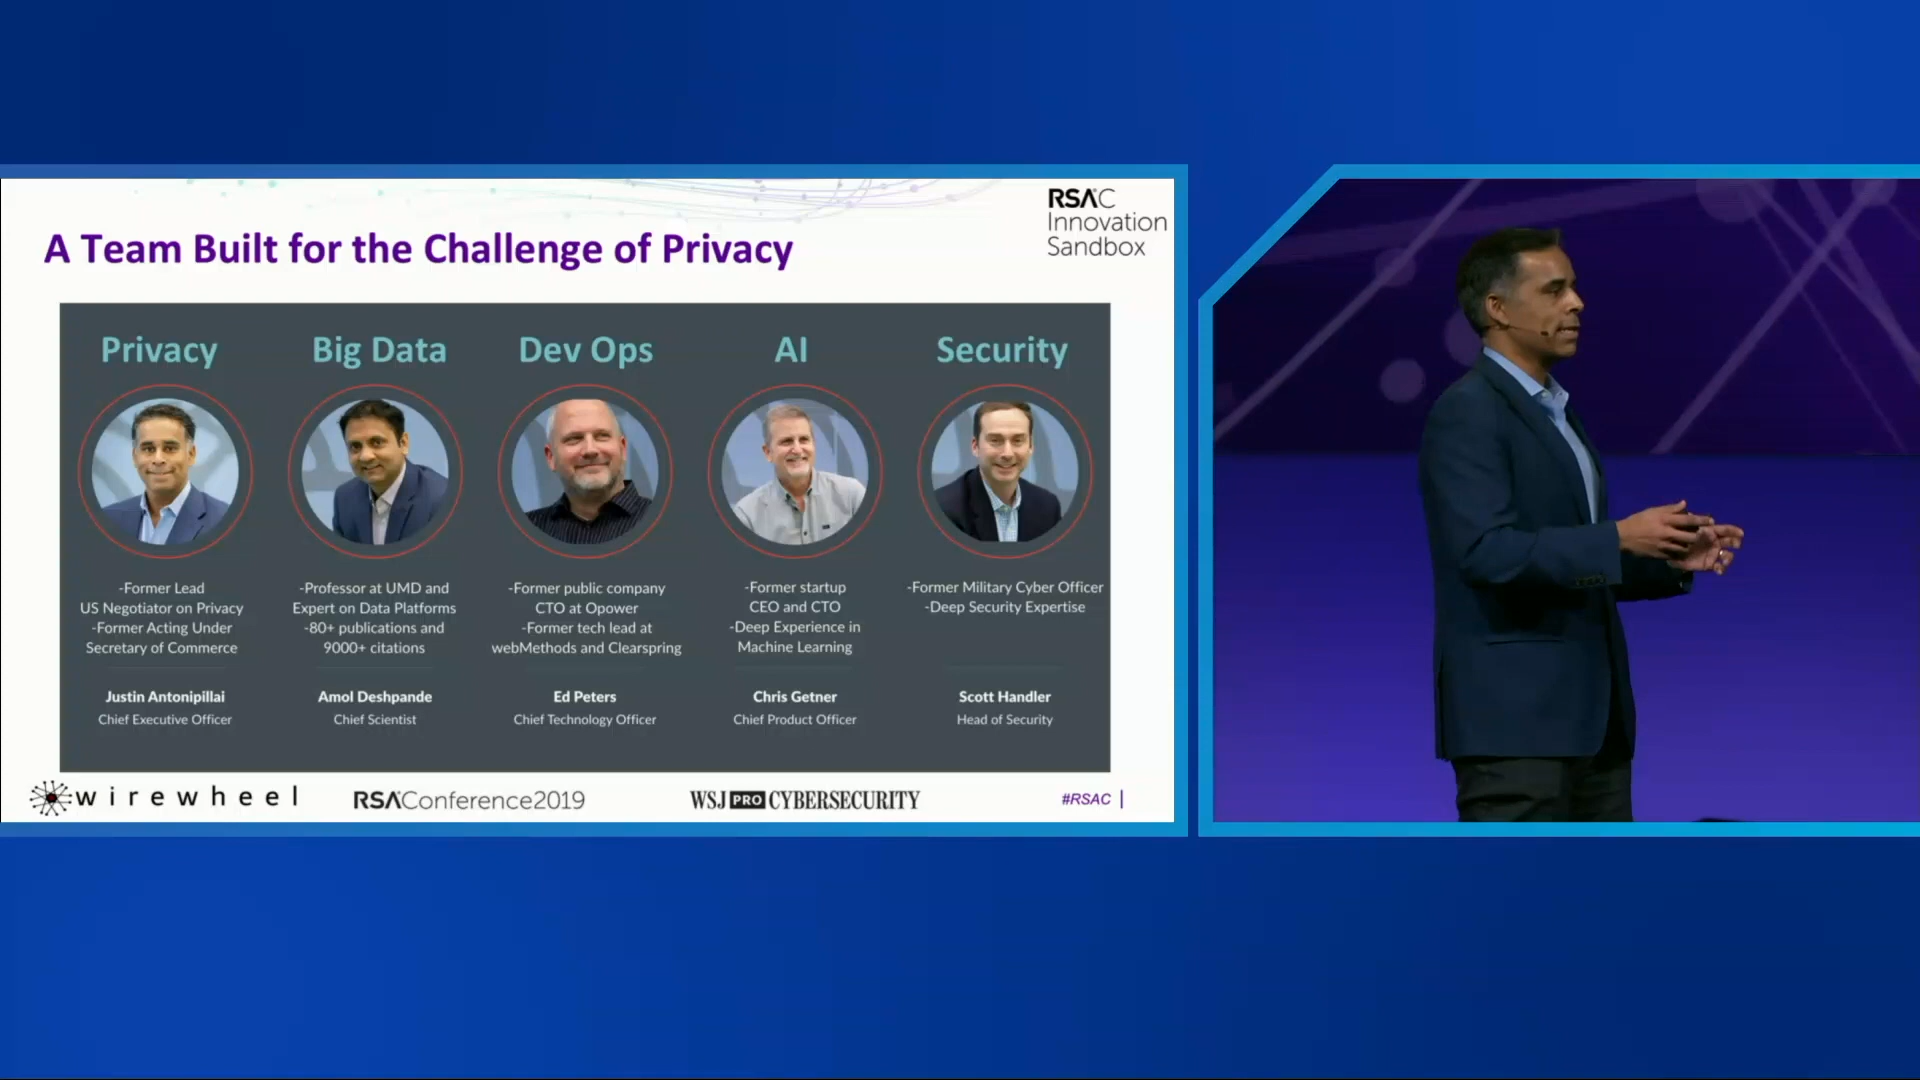 RSAC
Innovation
Sandbox
A Team Built for the Challenge of Privacy
Privacy
Big Data
Dev Ops
AI
Security
-Former Lead
US Negotiator on Privacy
-Former Acting Under
Secretary of Commerce
-Professor at UMD and
Expert on Data Platforms
-80+ publications and
9000+ citations
-Former public company
CTO at Opower
-Former tech lead at
webMethods and Clearspring
-Former startup
CEO and CTO
-Deep Experience in
Machine Learning
-Former Military Cyber Officer
-Deep Security Expertise
Justin Antonipillai
Chief Executive Officer
Amol Deshpande
Chief Scientist
Ed Peters
Chief Technology Officer
Chris Getner
Chief Product Officer
Scott Handler
Head of Security
wirewheel
RSAConference2019
WSJ PRO CYBERSECURITY
#RSAC